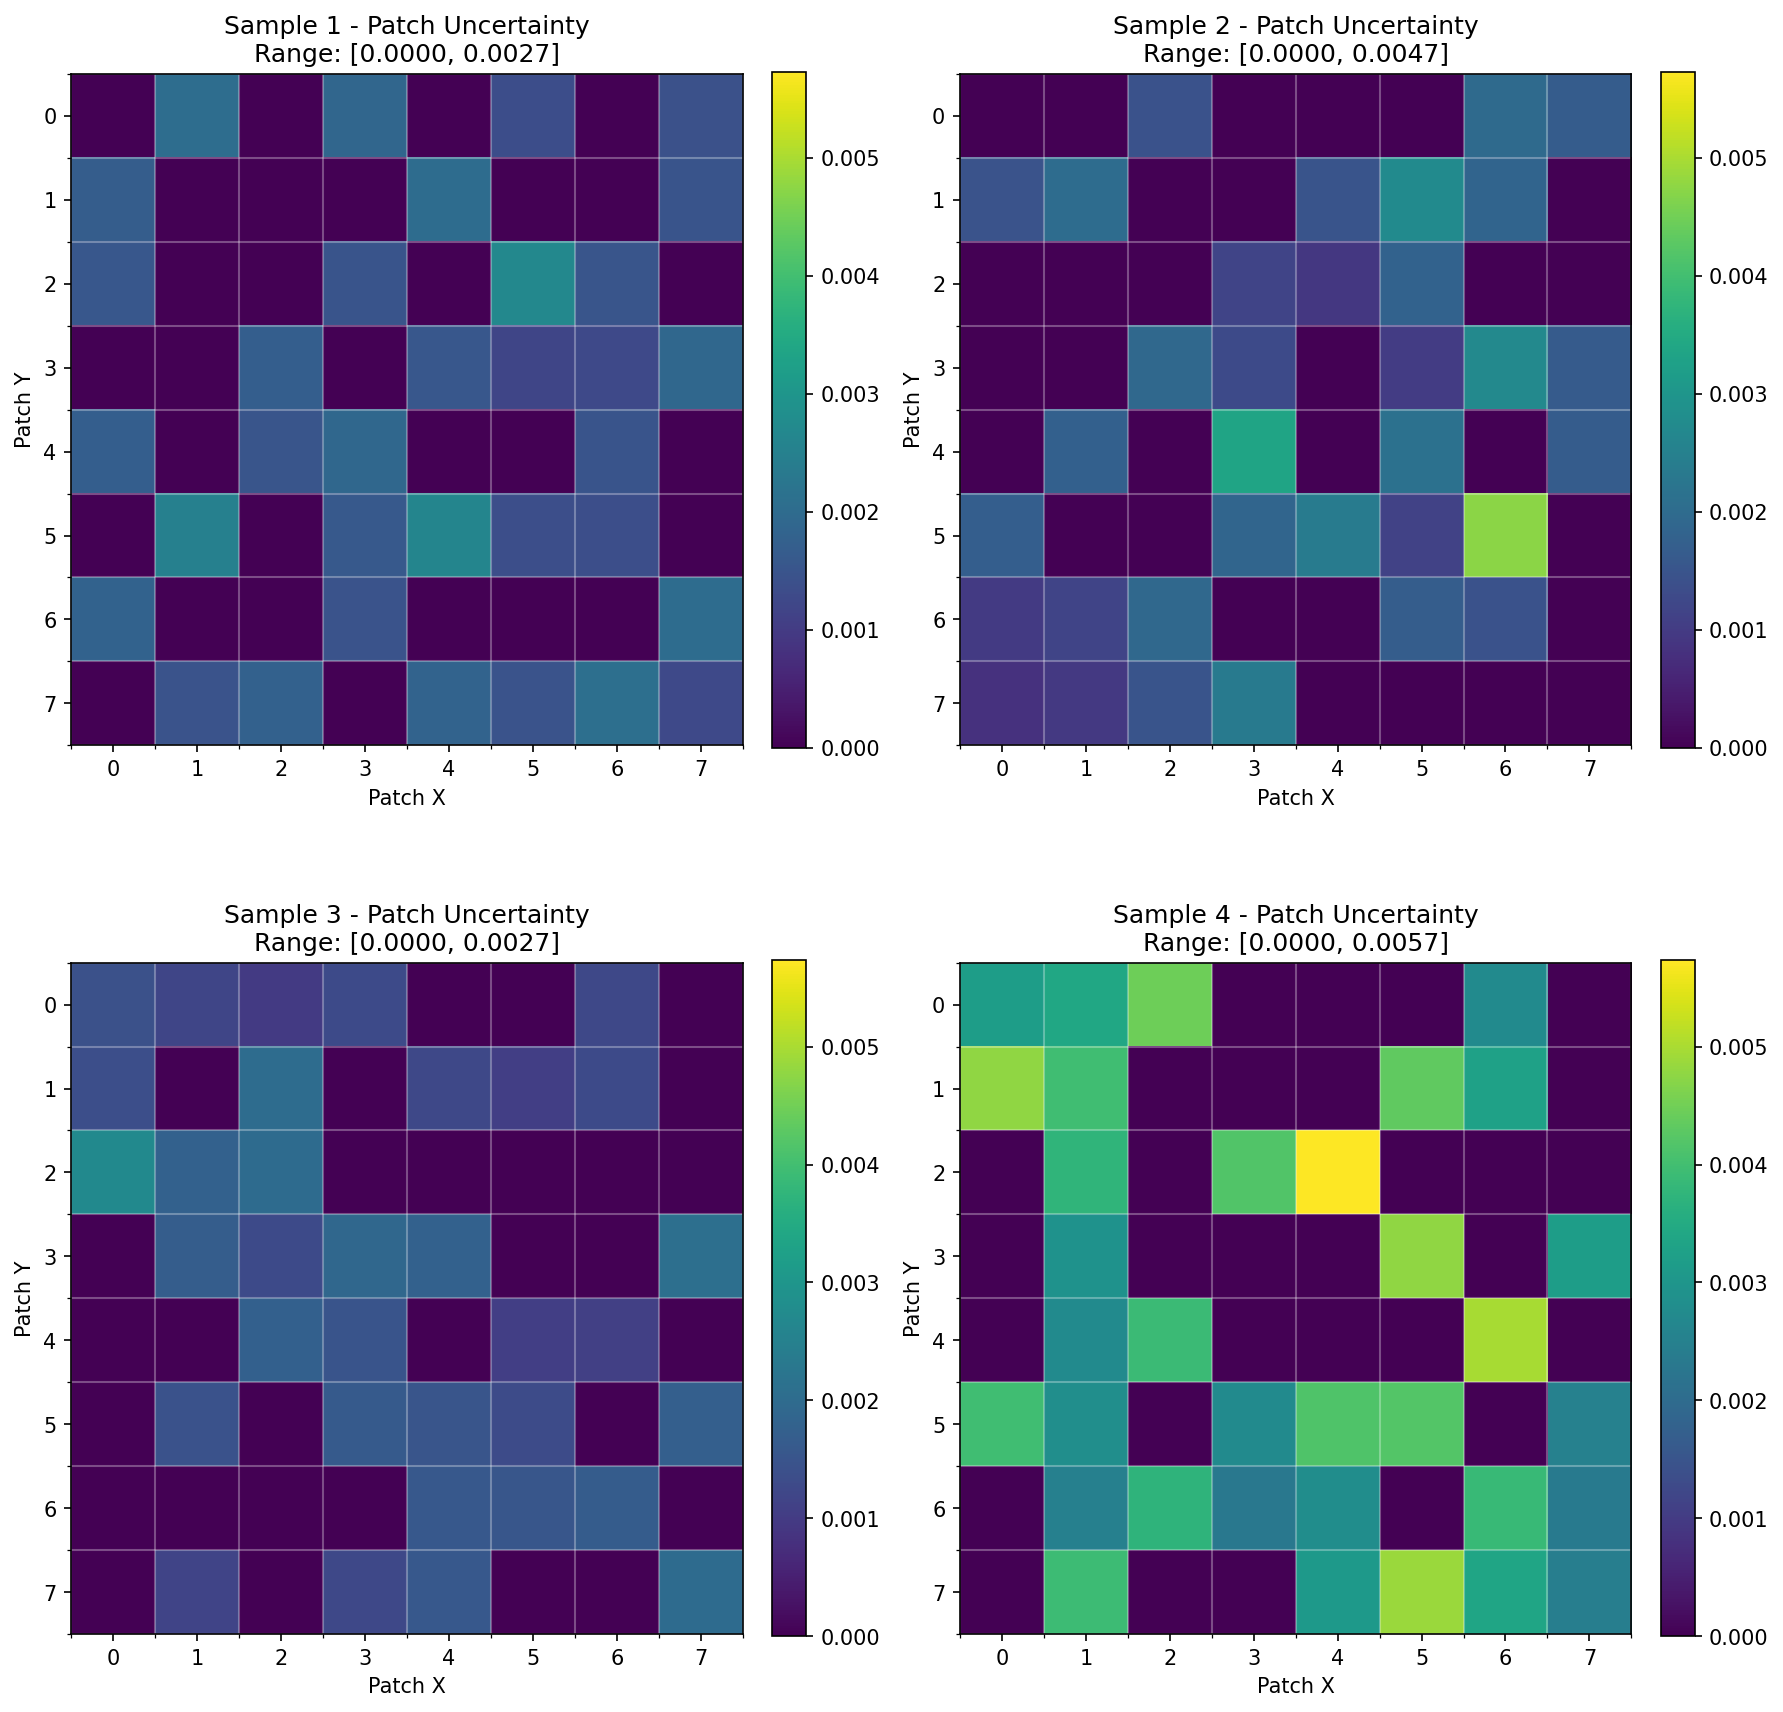 Sample 1 - Patch Uncertainty
Range: [0.0000, 0.0027]
Patch Y
0
1
2
3
4
5
6
7
0 1 2 3 4 5 6 7
Patch X
0.005
0.004
0.003
0.002
0.001
0.000
Sample 2 - Patch Uncertainty
Range: [0.0000, 0.0047]
Patch Y
0
1
2
3
4
5
6
7
0 1 2 3 4 5 6 7
Patch X
0.005
0.004
0.003
0.002
0.001
0.000
Sample 3 - Patch Uncertainty
Range: [0.0000, 0.0027]
Patch Y
0
1
2
3
4
5
6
7
0 1 2 3 4 5 6 7
Patch X
0.005
0.004
0.003
0.002
0.001
0.000
Sample 4 - Patch Uncertainty
Range: [0.0000, 0.0057]
Patch Y
0
1
2
3
4
5
6
7
0 1 2 3 4 5 6 7
Patch X
0.005
0.004
0.003
0.002
0.001
0.000